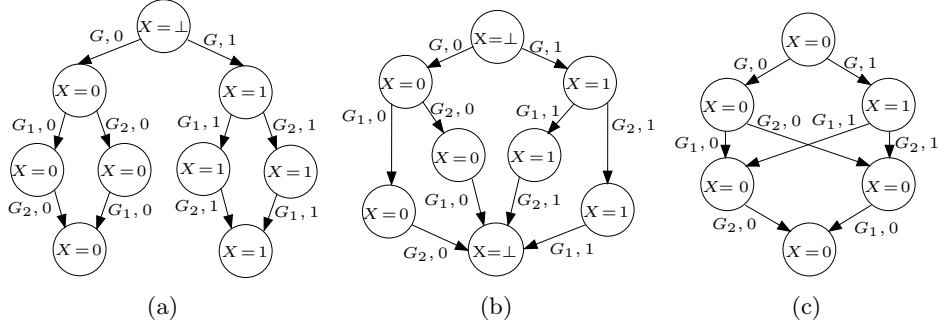 X=⊥
G, 0
G, 1
X=0
X=1
G₁, 0
G₂, 0
G₁, 1
G₂, 1
X=0
X=0
X=1
X=1
G₂, 0
G₁, 0
G₂, 1
G₁, 1
X=0
X=1
(a)
X=⊥
G, 0
G, 1
X=0
X=1
G₁, 0
G₂, 0
G₁, 1
G₂, 1
X=0
X=1
X=0
G₁, 0
G₂, 1
X=1
G₂, 0
X=⊥
G₁, 1
(b)
X=0
G, 0
G, 1
X=0
X=1
G₁, 0
G₂, 0
G₁, 1
G₂, 1
X=0
X=0
G₂, 0
G₁, 0
X=0
(c)